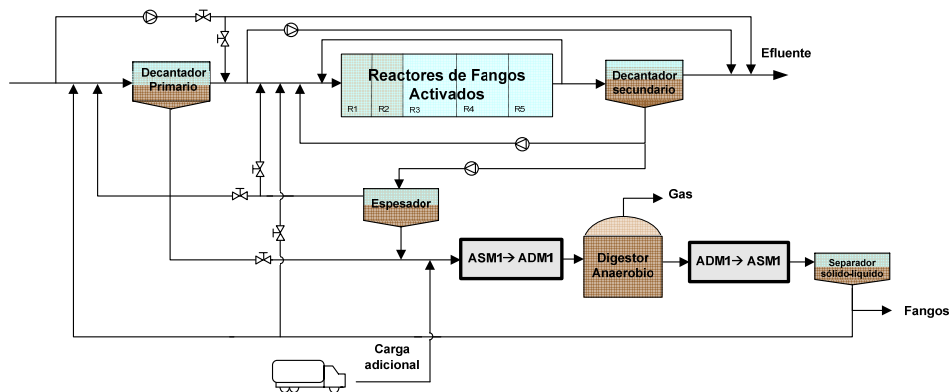 Efluente
Decantador
Primario
Reactores de Fangos
Activados
R1 R2 R3 R4 R5
Decantador
secundario
Espesador
Gas
ASM1→ ADM1
Digestor
Anaerobio
ADM1→ ASM1
Separador
sólido-líquido
Fangos
Carga
adicional